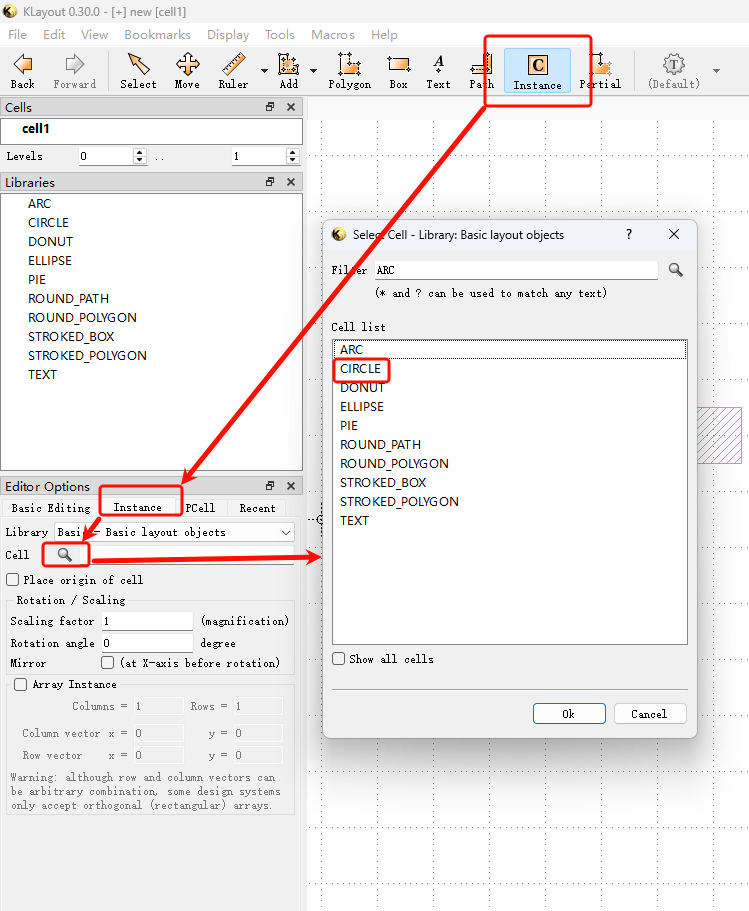 KLayout 0.30.0 - [+] new [cell1]
File Edit View Bookmarks Display Tools Macros Help
Back Forward Select Move Ruler Add Polygon Box Text Path Instance Partial (Default)
Cells
cell1
Levels 0 .. 1
Libraries
ARC
CIRCLE
DONUT
ELLIPSE
PIE
ROUND_PATH
ROUND_POLYGON
STROKED_BOX
STROKED_POLYGON
TEXT
Editor Options
Basic Editing Instance PCell Recent
Library Basic - Basic layout objects
Cell
Place origin of cell
Rotation / Scaling
Scaling factor 1 (magnification)
Rotation angle 0 degree
Mirror (at X-axis before rotation)
Array Instance
Columns = 1 Rows = 1
Column vector x = 0 y = 0
Row vector x = 0 y = 0
Warning: although row and column vectors can
be arbitrary combination, some design systems
only accept orthogonal (rectangular) arrays.
Select Cell - Library: Basic layout objects
Filter ARC
(* and ? can be used to match any text)
Cell list
ARC
CIRCLE
DONUT
ELLIPSE
PIE
ROUND_PATH
ROUND_POLYGON
STROKED_BOX
STROKED_POLYGON
TEXT
Show all cells
Ok Cancel